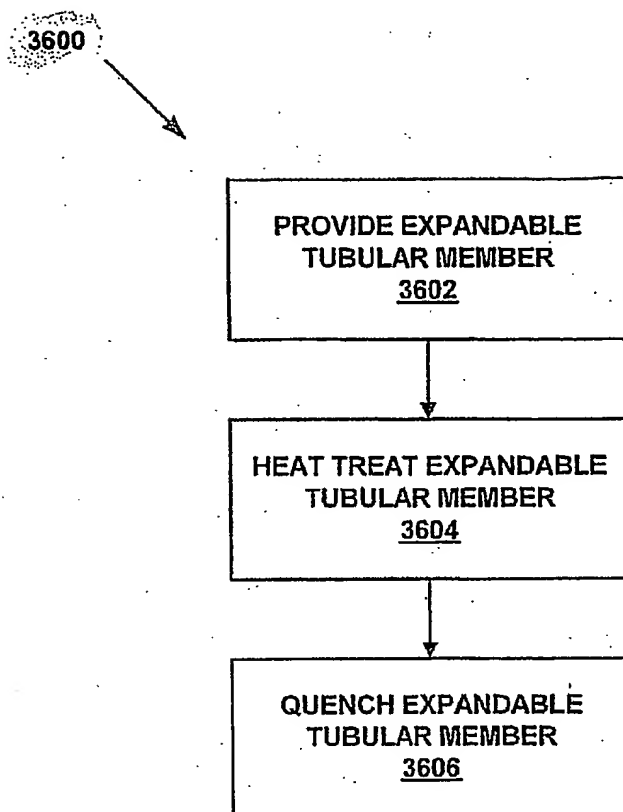 3600
PROVIDE EXPANDABLE
TUBULAR MEMBER
3602
HEAT TREAT EXPANDABLE
TUBULAR MEMBER
3604
QUENCH EXPANDABLE
TUBULAR MEMBER
3606